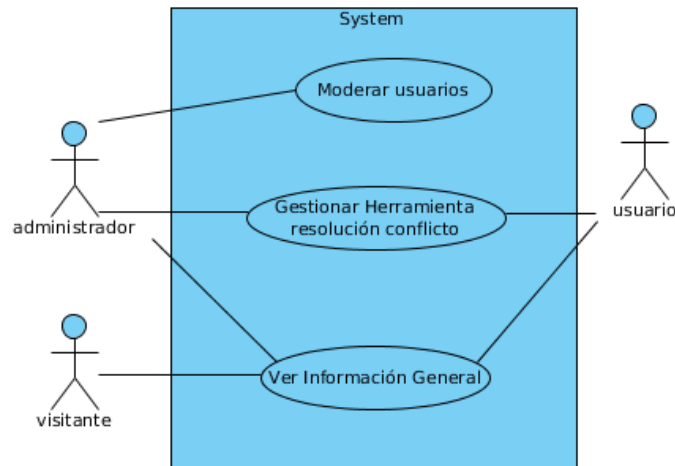 System
Moderar usuarios
administrador
Gestionar Herramienta
resolución conflicto
usuario
Ver Información General
visitante